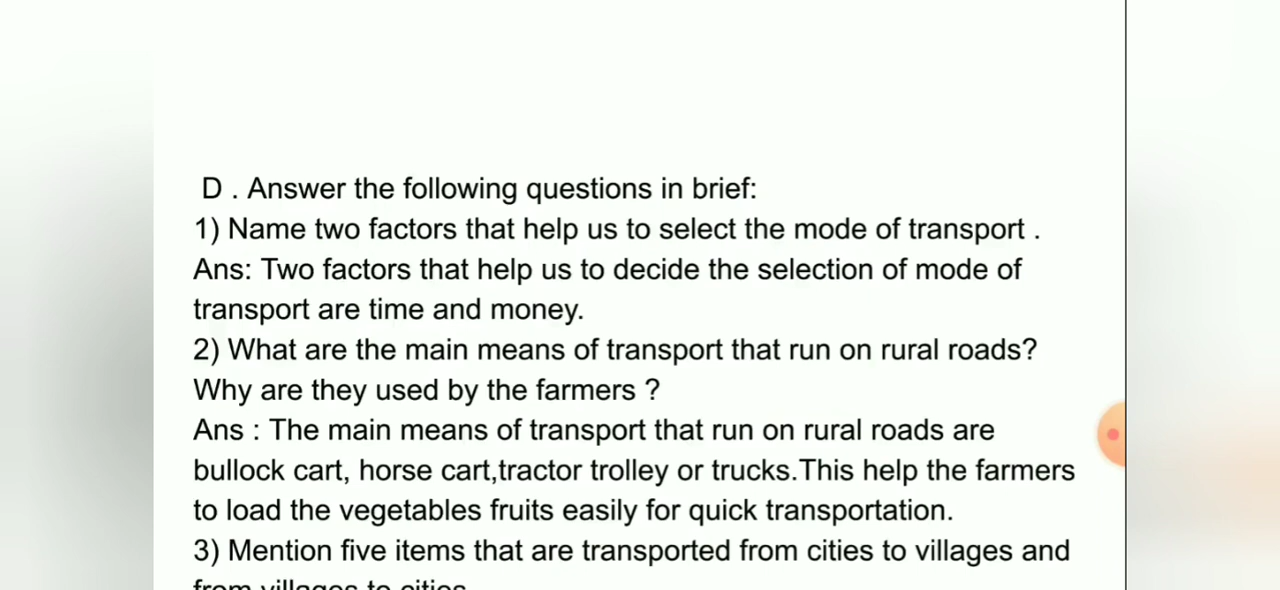 D . Answer the following questions in brief:
1) Name two factors that help us to select the mode of transport .
Ans: Two factors that help us to decide the selection of mode of
transport are time and money.
2) What are the main means of transport that run on rural roads?
Why are they used by the farmers ?
Ans : The main means of transport that run on rural roads are
bullock cart, horse cart,tractor trolley or trucks.This help the farmers
to load the vegetables fruits easily for quick transportation.
3) Mention five items that are transported from cities to villages and
from villages to cities